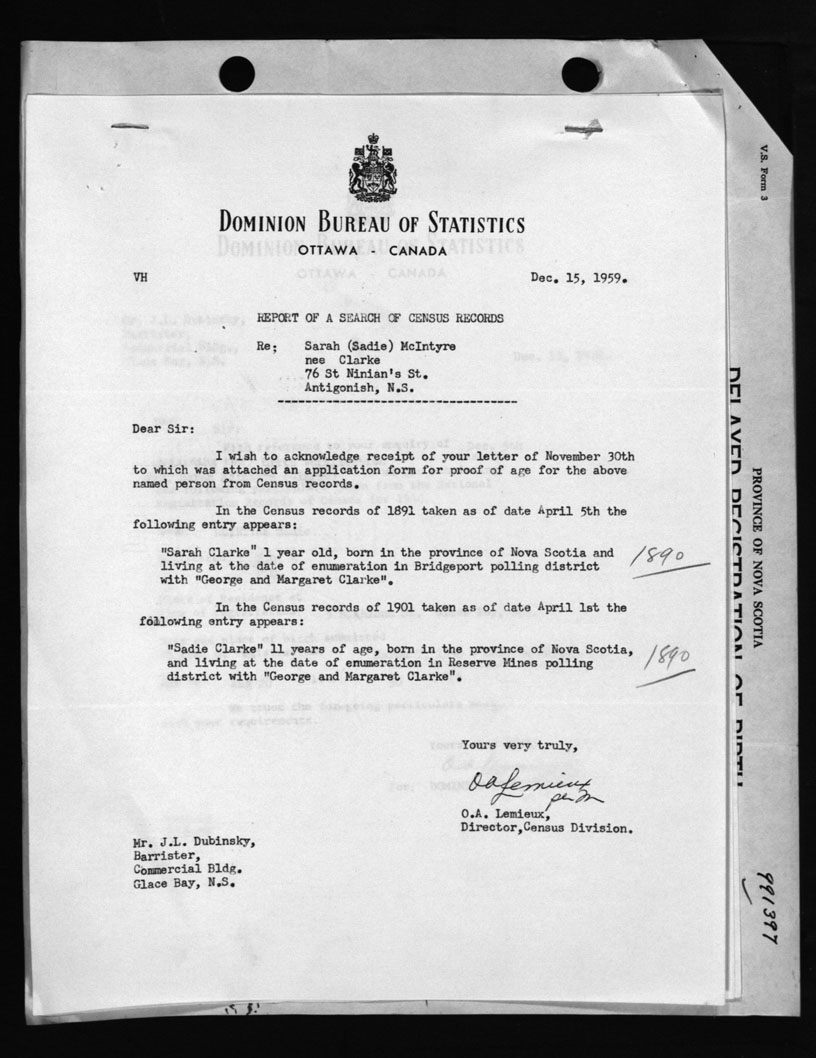 DOMINION BUREAU OF STATISTICS
OTTAWA - CANADA
VH
Dec. 15, 1959.
REPORT OF A SEARCH OF CENSUS RECORDS
Re; Sarah (Sadie) McIntyre
nee Clarke
76 St Ninian's St.
Antigonish, N.S.
Dear Sir:
I wish to acknowledge receipt of your letter of November 30th
to which was attached an application form for proof of age for the above
named person from Census records.
In the Census records of 1891 taken as of date April 5th the
following entry appears:
"Sarah Clarke" 1 year old, born in the province of Nova Scotia and
living at the date of enumeration in Bridgeport polling district
with "George and Margaret Clarke".
1890
In the Census records of 1901 taken as of date April 1st the
following entry appears:
"Sadie Clarke" 11 years of age, born in the province of Nova Scotia,
and living at the date of enumeration in Reserve Mines polling
district with "George and Margaret Clarke".
1890
Yours very truly,
O A Lemieux
per
O.A. Lemieux,
Director,Census Division.
Mr. J.L. Dubinsky,
Barrister,
Commercial Bldg.
Glace Bay, N.S.
V.S. Form 3
PROVINCE OF NOVA SCOTIA
DELAYED REGISTRATION OF BIRTH
991397